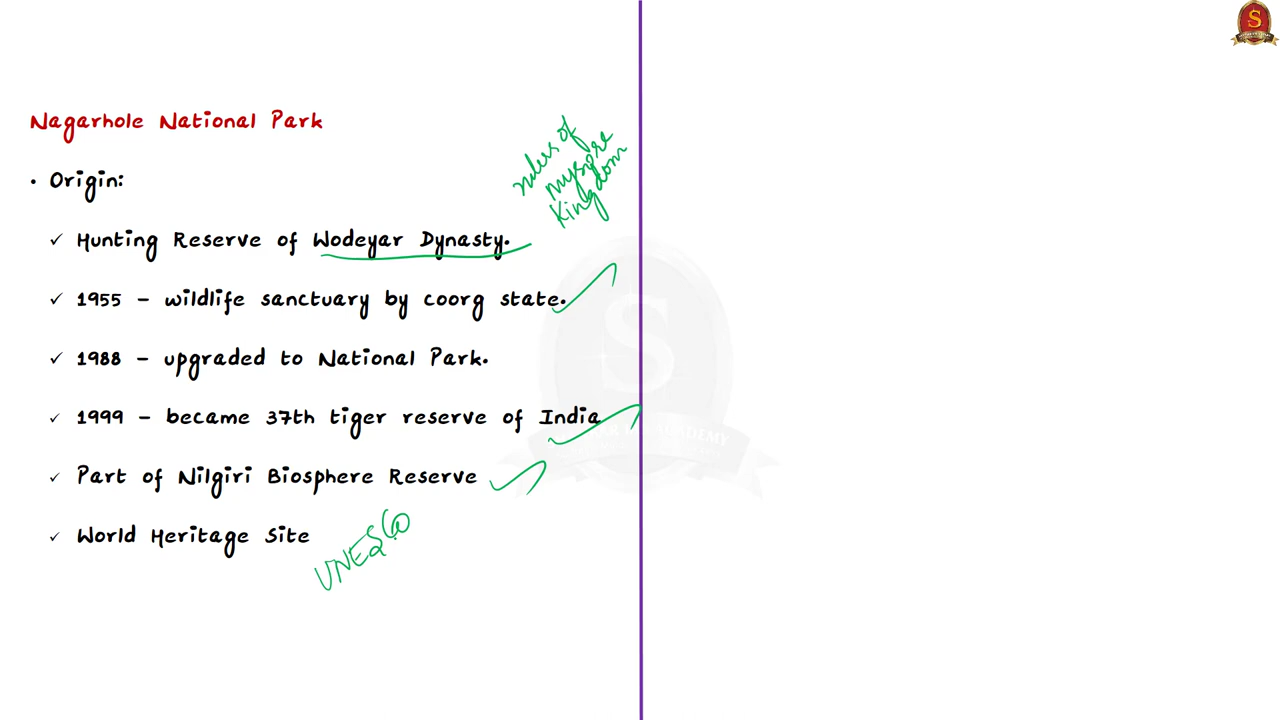 Nagarhole National Park
• Origin:
rulers of
mysore
Kingdom
✓ Hunting Reserve of Wodeyar Dynasty.
✓ 1955 - wildlife sanctuary by coorg state.
✓ 1988 - upgraded to National Park.
✓ 1999 - became 37th tiger reserve of India
✓ Part of Nilgiri Biosphere Reserve
✓ World Heritage Site
UNESCO
S